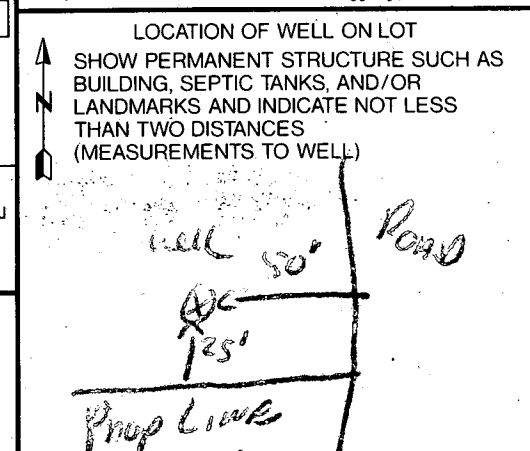 LOCATION OF WELL ON LOT
SHOW PERMANENT STRUCTURE SUCH AS
BUILDING, SEPTIC TANKS, AND/OR
LANDMARKS AND INDICATE NOT LESS
THAN TWO DISTANCES
(MEASUREMENTS TO WELL)
N
Well
50'
Road
25'
Prop Line